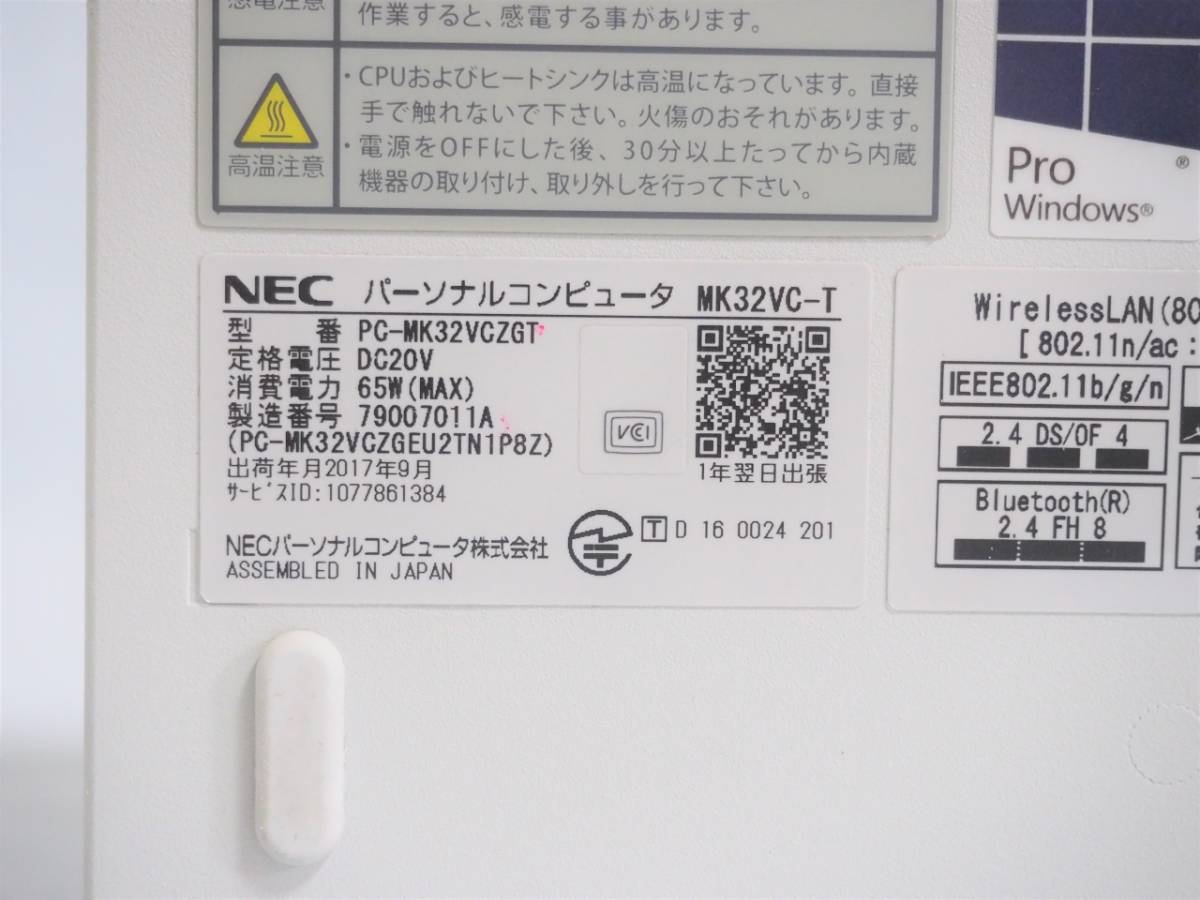 感電注意
作業すると、感電する事があります。
高温注意
・CPUおよびヒートシンクは高温になっています。直接
手で触れないで下さい。火傷のおそれがあります。
・電源をOFFにした後、30分以上たってから内蔵
機器の取り付け、取り外しを行って下さい。
Pro
Windows®
NEC パーソナルコンピュータ MK32VC-T
型 番 PC-MK32VCZGT
定格電圧 DC20V
消費電力 65W(MAX)
製造番号 79007011A
(PC-MK32VCZGEU2TN1P8Z)
出荷年月2017年9月
サービスID:1077861384
VCCI
1年翌日出張
NECパーソナルコンピュータ株式会社
ASSEMBLED IN JAPAN
T D 16 0024 201
WirelessLAN(80
[802.11n/ac:
IEEE802.11b/g/n
2.4 DS/OF 4
Bluetooth(R)
2.4 FH 8